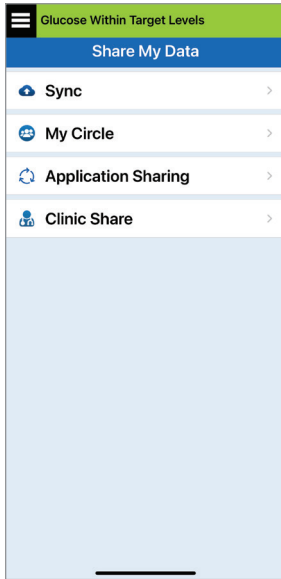 Glucose Within Target Levels
Share My Data
Sync
My Circle
Application Sharing
Clinic Share